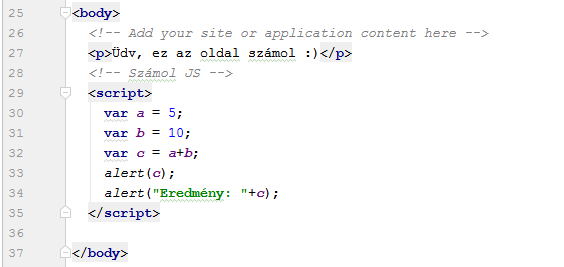 25 <body>
26 <!-- Add your site or application content here -->
27 <p>Üdv, ez az oldal számol :)</p>
28 <!-- Számol JS -->
29 <script>
30 var a = 5;
31 var b = 10;
32 var c = a+b;
33 alert(c);
34 alert("Eredmény: "+c);
35 </script>
36
37 </body>